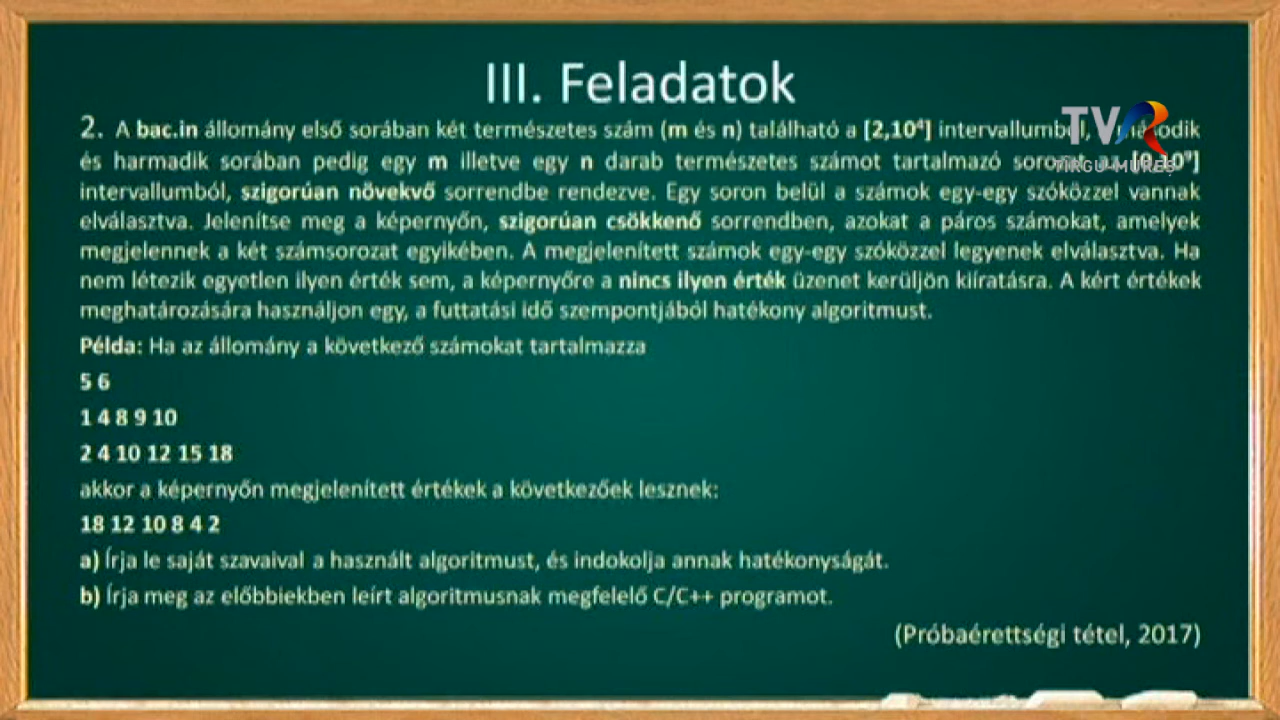 III. Feladatok
2. A bac.in állomány első sorában két természetes szám (m és n) található a [2,10⁴] intervallumból,
és harmadik sorában pedig egy m illetve egy n darab természetes számot tartalmazó [0,10⁹]
intervallumból, szigorúan növekvő sorrendbe rendezve. Egy soron belül a számok egy-egy szóközzel vannak
elválasztva. Jelenítse meg a képernyőn, szigorúan csökkenő sorrendben, azokat a páros számokat, amelyek
megjelennek a két számsorozat egyikében. A megjelenített számok egy-egy szóközzel legyenek elválasztva. Ha
nem létezik egyetlen ilyen érték sem, a képernyőre a nincs ilyen érték üzenet kerüljön kiíratásra. A kért értékek
meghatározására használjon egy, a futtatási idő szempontjából hatékony algoritmust.
Példa: Ha az állomány a következő számokat tartalmazza
5 6
1 4 8 9 10
2 4 10 12 15 18
akkor a képernyőn megjelenített értékek a következőek lesznek:
18 12 10 8 4 2
a) Írja le saját szavaival a használt algoritmust, és indokolja annak hatékonyságát.
b) Írja meg az előbbiekben leírt algoritmusnak megfelelő C/C++ programot.
(Próbaérettségi tétel, 2017)
TVR
TÎRGU-MUREȘ